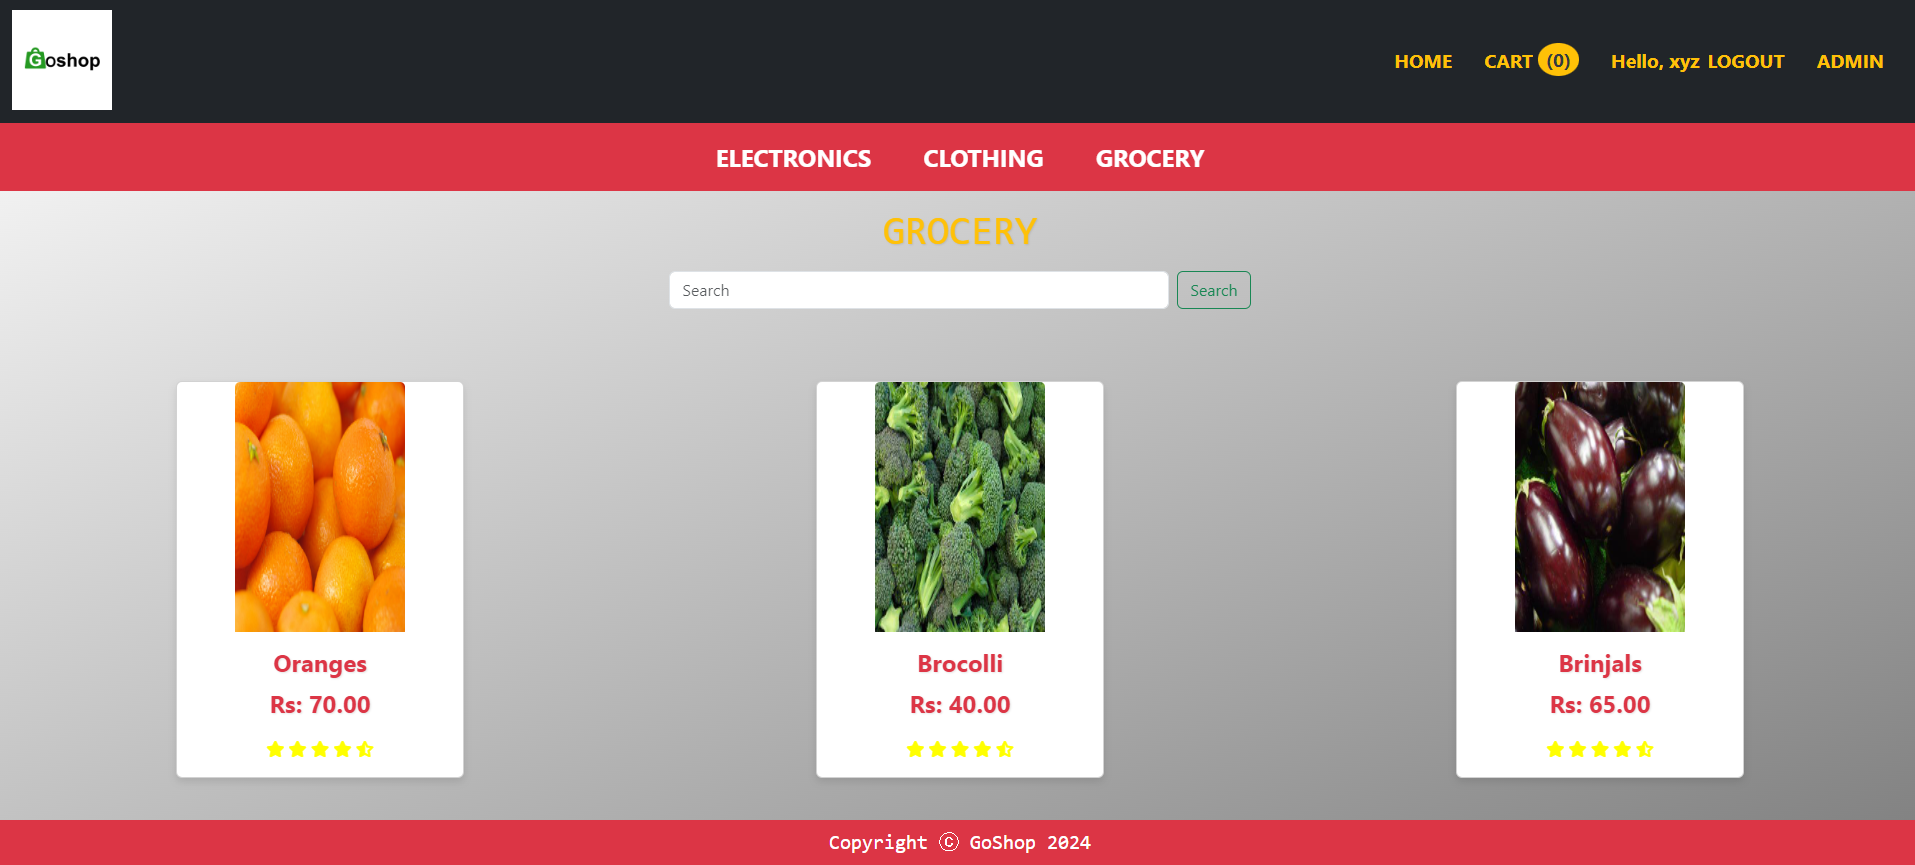 Goshop
HOME CART (0) Hello, xyz LOGOUT ADMIN
ELECTRONICS CLOTHING GROCERY
GROCERY
Search Search
Oranges
Rs: 70.00
Brocolli
Rs: 40.00
Brinjals
Rs: 65.00
Copyright © GoShop 2024